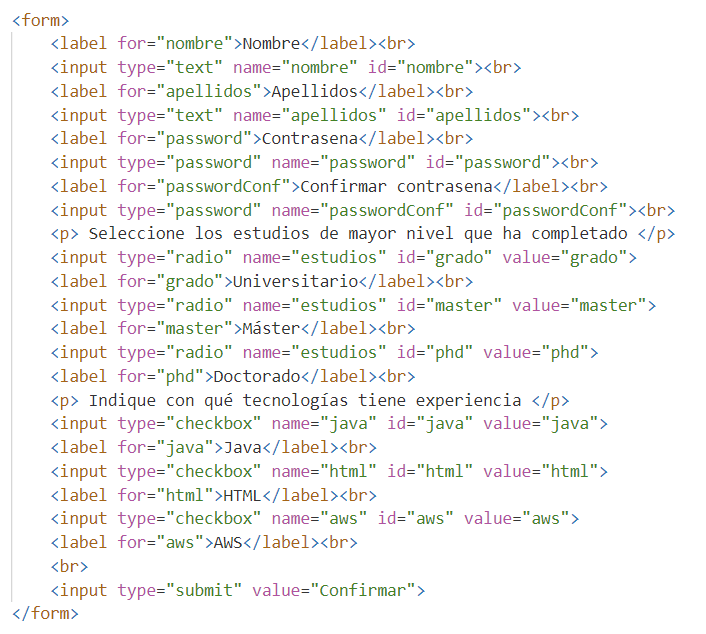 <form>
<label for="nombre">Nombre</label><br>
<input type="text" name="nombre" id="nombre"><br>
<label for="apellidos">Apellidos</label><br>
<input type="text" name="apellidos" id="apellidos"><br>
<label for="password">Contrasena</label><br>
<input type="password" name="password" id="password"><br>
<label for="passwordConf">Confirmar contrasena</label><br>
<input type="password" name="passwordConf" id="passwordConf"><br>
<p> Seleccione los estudios de mayor nivel que ha completado </p>
<input type="radio" name="estudios" id="grado" value="grado">
<label for="grado">Universitario</label><br>
<input type="radio" name="estudios" id="master" value="master">
<label for="master">Máster</label><br>
<input type="radio" name="estudios" id="phd" value="phd">
<label for="phd">Doctorado</label><br>
<p> Indique con qué tecnologías tiene experiencia </p>
<input type="checkbox" name="java" id="java" value="java">
<label for="java">Java</label><br>
<input type="checkbox" name="html" id="html" value="html">
<label for="html">HTML</label><br>
<input type="checkbox" name="aws" id="aws" value="aws">
<label for="aws">AWS</label><br>
<br>
<input type="submit" value="Confirmar">
</form>